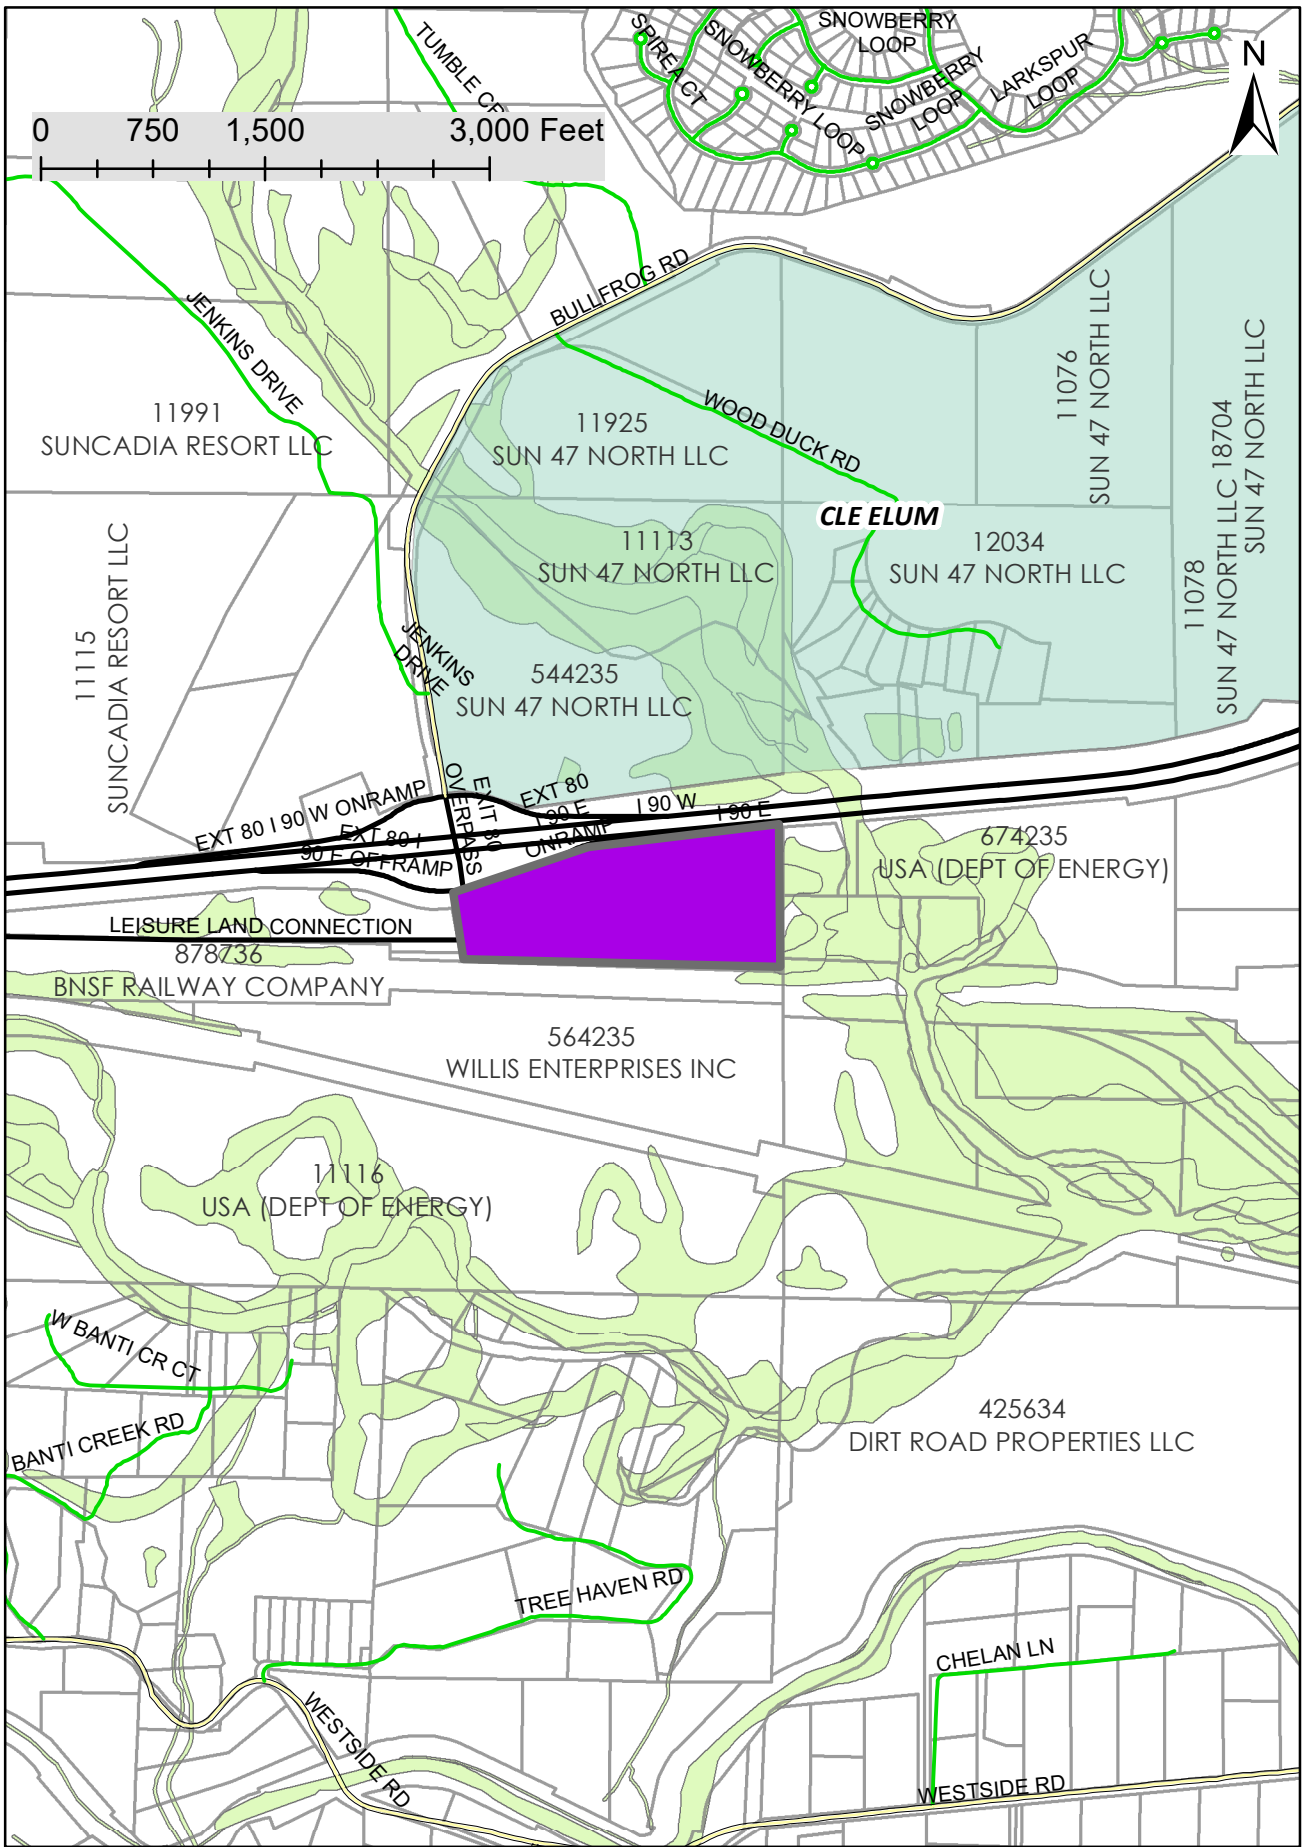 SNOWBERRY
LOOP
SPIREA CT
SNOWBERRY LOOP
SNOWBERRY
LOOP
LARKSPUR
LOOP
N
0 750 1,500 3,000 Feet
BULLFROG RD
JENKINS DRIVE
11991
SUNCADIA RESORT LLC
11925
SUN 47 NORTH LLC
WOOD DUCK RD
11076
SUN 47 NORTH LLC
18704
SUN 47 NORTH LLC
11078
SUN 47 NORTH LLC
CLE ELUM
11113
SUN 47 NORTH LLC
12034
SUN 47 NORTH LLC
11115
SUNCADIA RESORT LLC
JENKINS
DRIVE
544235
SUN 47 NORTH LLC
EXT 80 I 90 W ONRAMP
EXIT 80
OVERPASS
EXT 80
I 90 E
ONRAMP
I 90 W
I 90 E
EXT 80 I
90 E OFFRAMP
674235
USA (DEPT OF ENERGY)
LEISURE LAND CONNECTION
878736
BNSF RAILWAY COMPANY
564235
WILLIS ENTERPRISES INC
11116
USA (DEPT OF ENERGY)
W BANTI CR CT
BANTI CREEK RD
425634
DIRT ROAD PROPERTIES LLC
TREE HAVEN RD
CHELAN LN
WESTSIDE RD
WESTSIDE RD